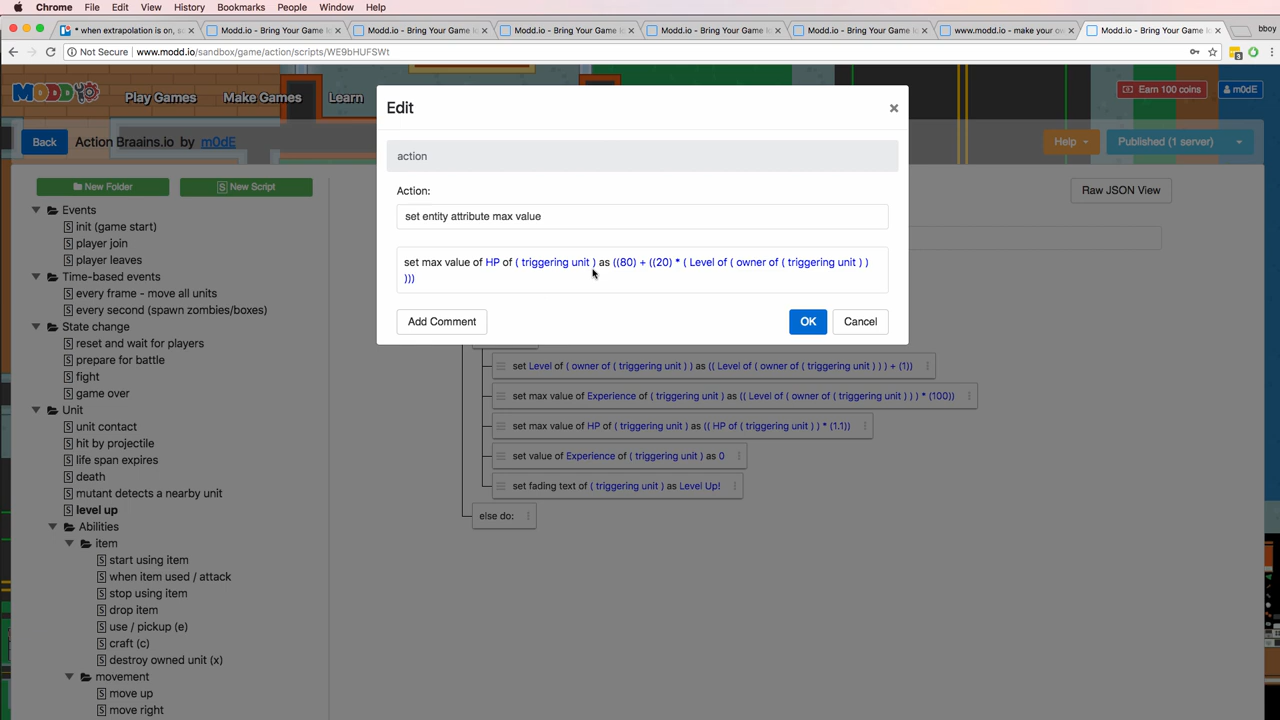 Chrome File Edit View History Bookmarks People Window Help
* when extrapolation is on, s
Modd.io - Bring Your Game I
Modd.io - Bring Your Game I
Modd.io - Bring Your Game I
Modd.io - Bring Your Game I
Modd.io - Bring Your Game I
www.modd.io - make your ow
Modd.io - Bring Your Game I
bboy
Not Secure www.modd.io/sandbox/game/action/scripts/WE9bHUFSWt
MODD
Play Games
Make Games
Learn
Earn 100 coins
m0dE
Back
Action Braains.io by m0dE
Help
Published (1 server)
New Folder
New Script
Raw JSON View
Events
init (game start)
player join
player leaves
Time-based events
every frame - move all units
every second (spawn zombies/boxes)
State change
reset and wait for players
prepare for battle
fight
game over
Unit
unit contact
hit by projectile
life span expires
death
mutant detects a nearby unit
level up
Abilities
item
start using item
when item used / attack
stop using item
drop item
use / pickup (e)
craft (c)
destroy owned unit (x)
movement
move up
move right
Edit
×
action
Action:
set entity attribute max value
set max value of HP of ( triggering unit ) as ((80) + ((20) * ( Level of ( owner of ( triggering unit ) )
)))
Add Comment
OK
Cancel
set Level of ( owner of ( triggering unit ) ) as (( Level of ( owner of ( triggering unit ) ) ) + (1))
set max value of Experience of ( triggering unit ) as (( Level of ( owner of ( triggering unit ) ) ) * (100))
set max value of HP of ( triggering unit ) as (( HP of ( triggering unit ) ) * (1.1))
set value of Experience of ( triggering unit ) as 0
set fading text of ( triggering unit ) as Level Up!
else do: